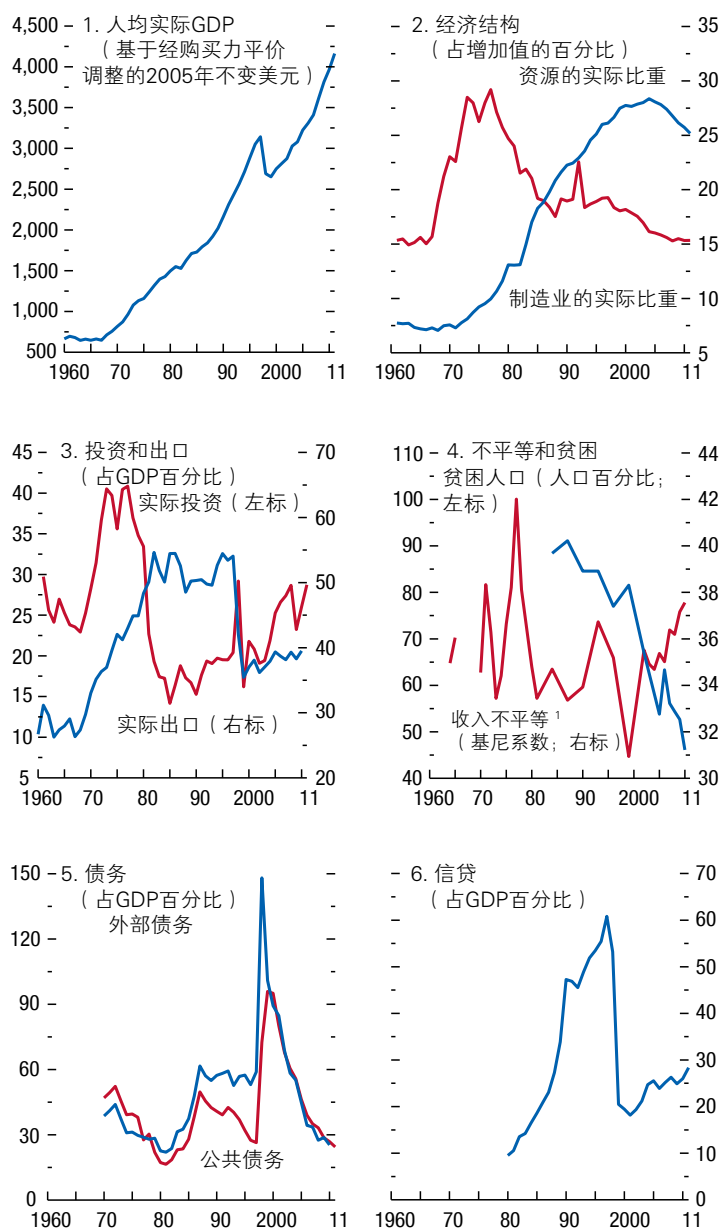 1. 人均实际GDP
（基于经购买力平价
调整的2005年不变美元）
4,500
4,000
3,500
3,000
2,500
2,000
1,500
1,000
500
1960 70 80 90 2000 11
2. 经济结构
（占增加值的百分比）
资源的实际比重
制造业的实际比重
35
30
25
20
15
10
5
1960 70 80 90 2000 11
3. 投资和出口
（占GDP百分比）
实际投资（左标）
实际出口（右标）
45
40
35
30
25
20
15
10
5
70
60
50
40
30
20
1960 70 80 90 2000 11
4. 不平等和贫困
贫困人口（人口百分比；
左标）
收入不平等1
（基尼系数；右标）
110
100
90
80
70
60
50
40
44
42
40
38
36
34
32
30
1960 70 80 90 2000 11
5. 债务
（占GDP百分比）
外部债务
公共债务
150
120
90
60
30
0
1960 70 80 90 2000 11
6. 信贷
（占GDP百分比）
70
60
50
40
30
20
10
0
1960 70 80 90 2000 11